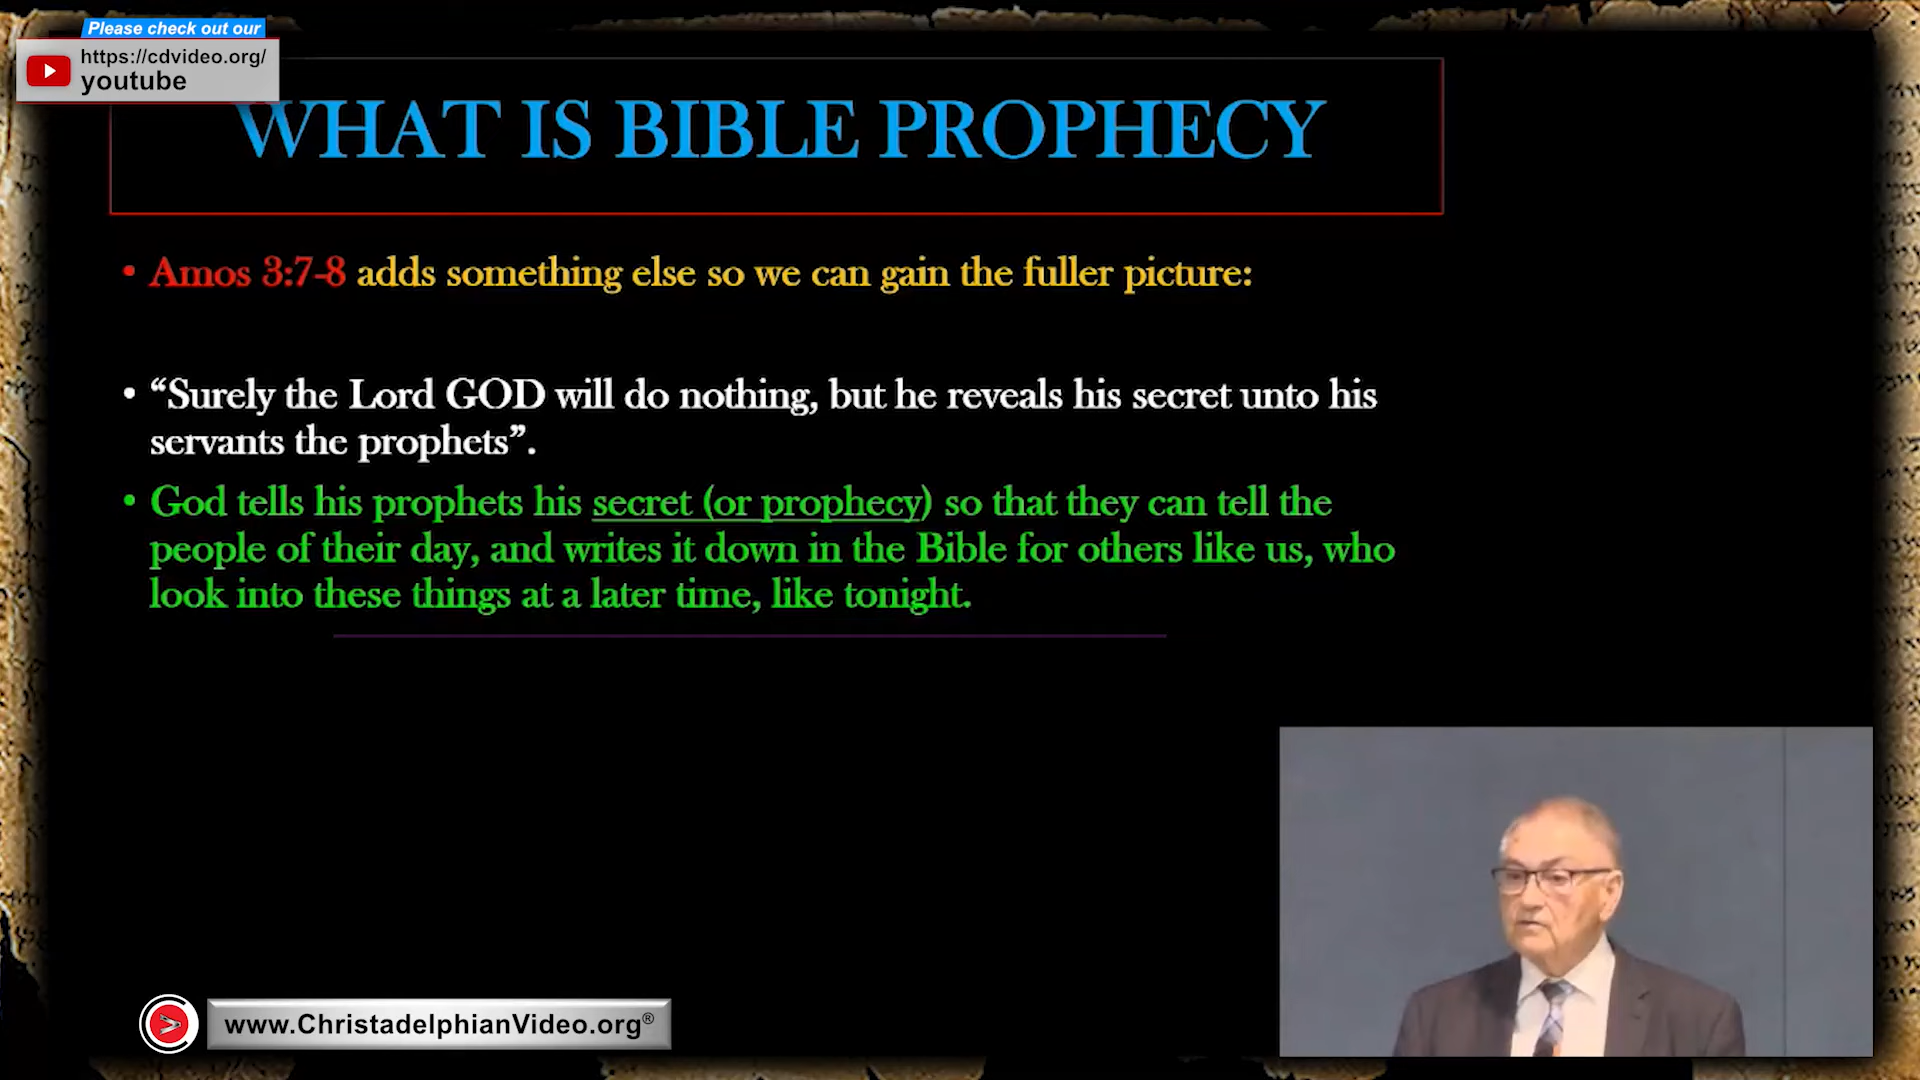 Please check out our
https://cdvideo.org/
youtube
WHAT IS BIBLE PROPHECY
• Amos 3:7-8 adds something else so we can gain the fuller picture:
• “Surely the Lord GOD will do nothing, but he reveals his secret unto his
servants the prophets”.
• God tells his prophets his secret (or prophecy) so that they can tell the
people of their day, and writes it down in the Bible for others like us, who
look into these things at a later time, like tonight.
www.ChristadelphianVideo.org®